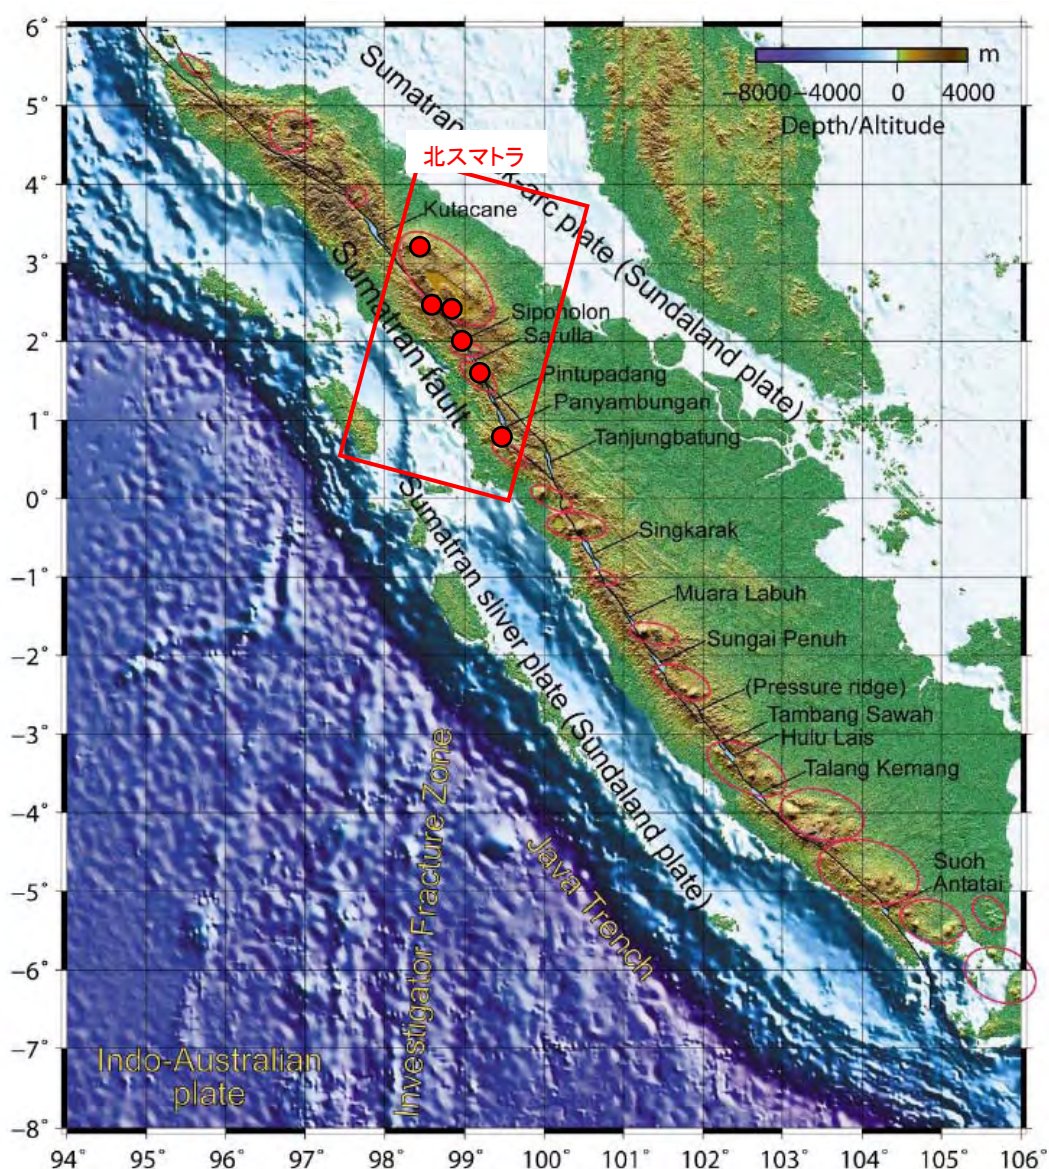 6°
5°
4°
3°
2°
1°
0°
−1°
−2°
−3°
−4°
−5°
−6°
−7°
−8°
94°
95°
96°
97°
98°
99°
100°
101°
102°
103°
104°
105°
106°
m
−8000
−4000
0
4000
Depth/Altitude
北スマトラ
Sumatran
k-arc plate (Sundaland plate)
Kutacane
Sumatran fault
Sipoholon
Sarulla
Pintupadang
Panyambungan
Tanjungbatung
Singkarak
Muara Labuh
Sungai Penuh
(Pressure ridge)
Tambang Sawah
Hulu Lais
Talang Kemang
Suoh
Antatai
Sumatran sliver plate (Sundaland plate)
Java Trench
Investigator Fracture Zone
Indo-Australian
plate